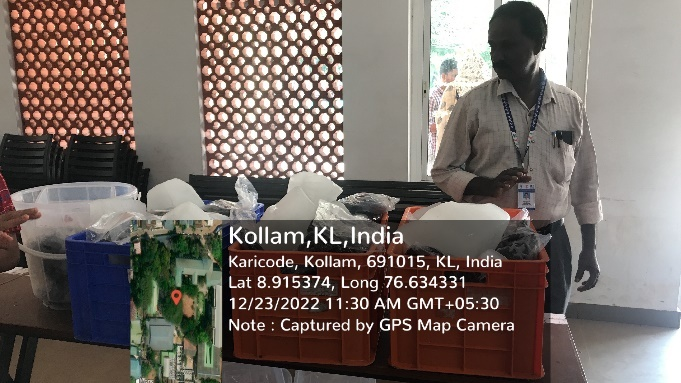 Kollam,KL,India
Karicode, Kollam, 691015, KL, India
Lat 8.915374, Long 76.634331
12/23/2022 11:30 AM GMT+05:30
Note : Captured by GPS Map Camera